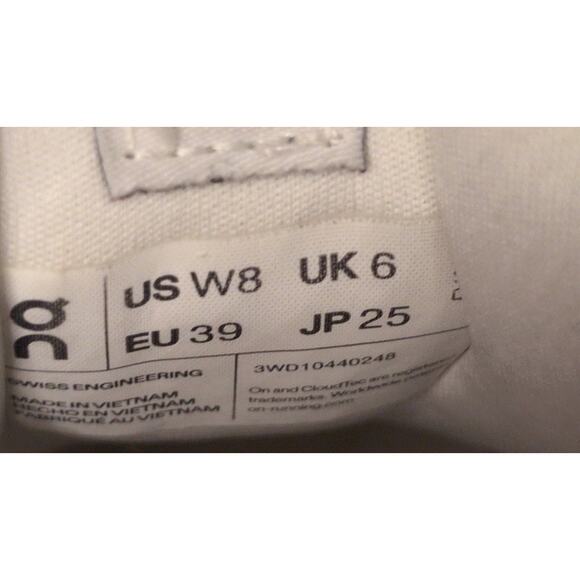 US W8 UK 6
EU 39 JP 25
SWISS ENGINEERING
3WD10440248
MADE IN VIETNAM
HECHO EN VIETNAM
FABRIQUÉ AU VIETNAM
On and CloudTec are registered
trademarks. Worldwide
on-running.com